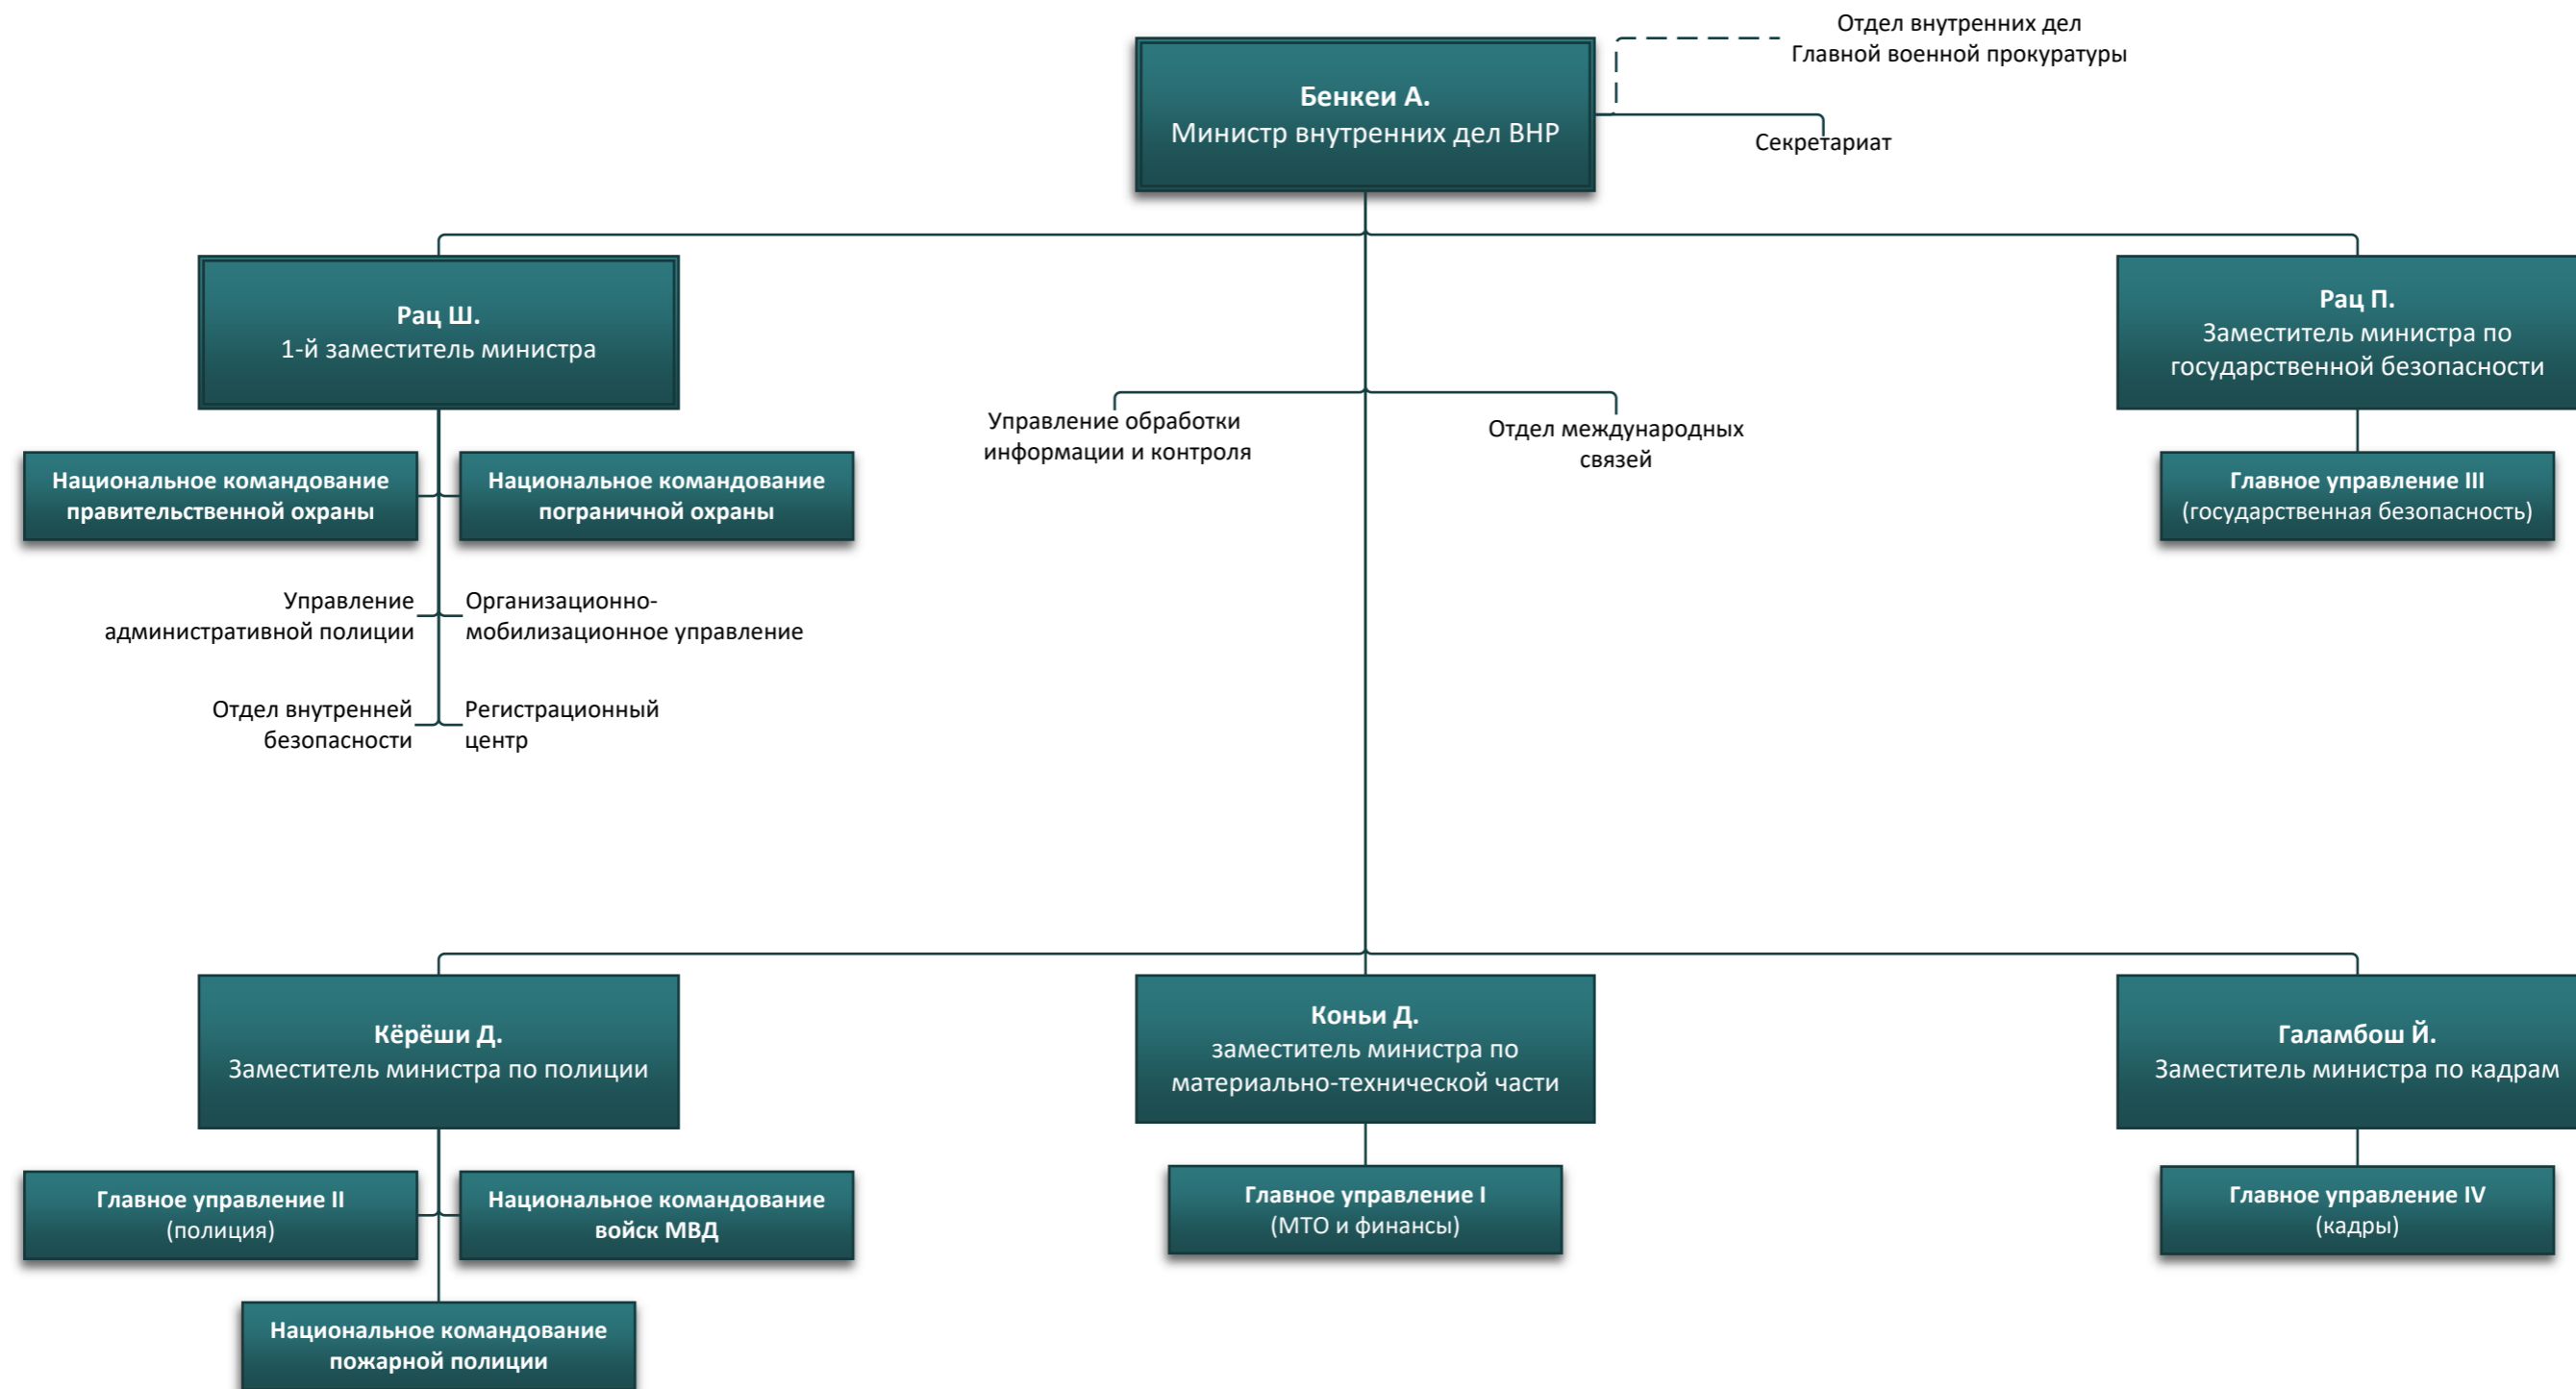 Отдел внутренних дел
Главной военной прокуратуры
Бенкеи А.
Министр внутренних дел ВНР
Секретариат
Рац Ш.
1-й заместитель министра
Рац П.
Заместитель министра по
государственной безопасности
Управление обработки
информации и контроля
Отдел международных
связей
Национальное командование
правительственной охраны
Национальное командование
пограничной охраны
Главное управление III
(государственная безопасность)
Управление
административной полиции
Организационно-
мобилизационное управление
Отдел внутренней
безопасности
Регистрационный
центр
Кёрёши Д.
Заместитель министра по полиции
Коньи Д.
заместитель министра по
материально-технической части
Галамбош Й.
Заместитель министра по кадрам
Главное управление II
(полиция)
Национальное командование
войск МВД
Главное управление I
(МТО и финансы)
Главное управление IV
(кадры)
Национальное командование
пожарной полиции